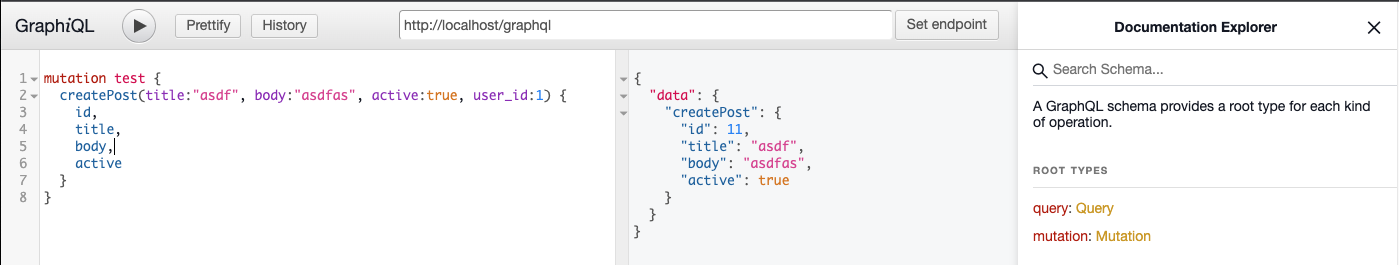 GraphiQL Prettify History http://localhost/graphql Set endpoint
1 mutation test {
2 createPost(title:"asdf", body:"asdfas", active:true, user_id:1) {
3 id,
4 title,
5 body,
6 active
7 }
8 }
{
"data": {
"createPost": {
"id": 11,
"title": "asdf",
"body": "asdfas",
"active": true
}
}
}
Documentation Explorer
Search Schema...
A GraphQL schema provides a root type for each kind
of operation.
ROOT TYPES
query: Query
mutation: Mutation